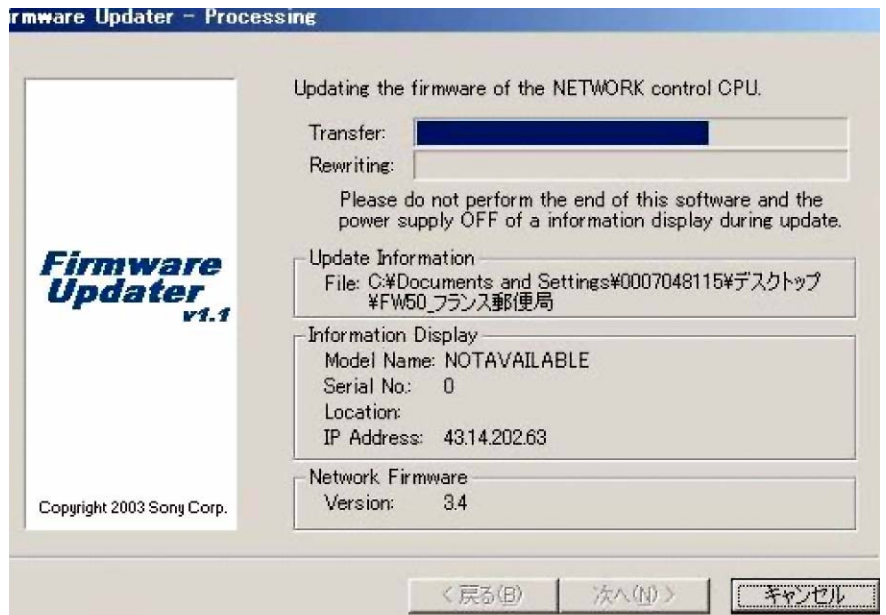 rmware Updater - Processing
Updating the firmware of the NETWORK control CPU.
Transfer:
Rewriting:
Please do not perform the end of this software and the
power supply OFF of a information display during update.
Firmware
Updater
v1.1
Copyright 2003 Sony Corp.
Update Information
File: C:¥Documents and Settings¥0007048115¥デスクトップ
¥FW50_フランス郵便局
Information Display
Model Name: NOTAVAILABLE
Serial No.: 0
Location:
IP Address: 43.14.202.63
Network Firmware
Version: 3.4
< 戻る(B)
次へ(N) >
キャンセル